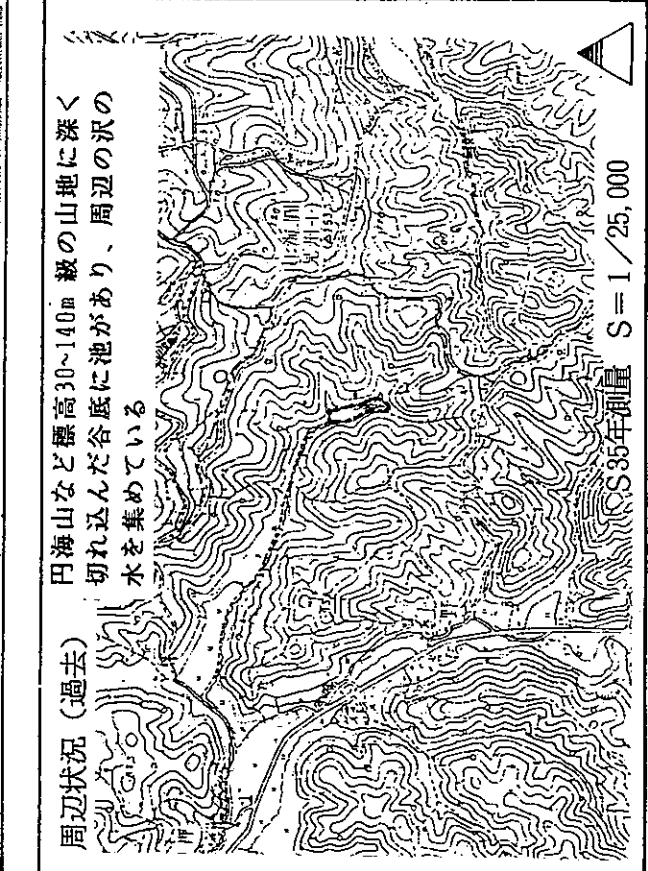 周辺状況（過去）
円海山など標高30~140m 級の山地に深く
切れ込んだ谷底に池があり、周辺の沢の
水を集めている
S35年測量 S=1/25,000